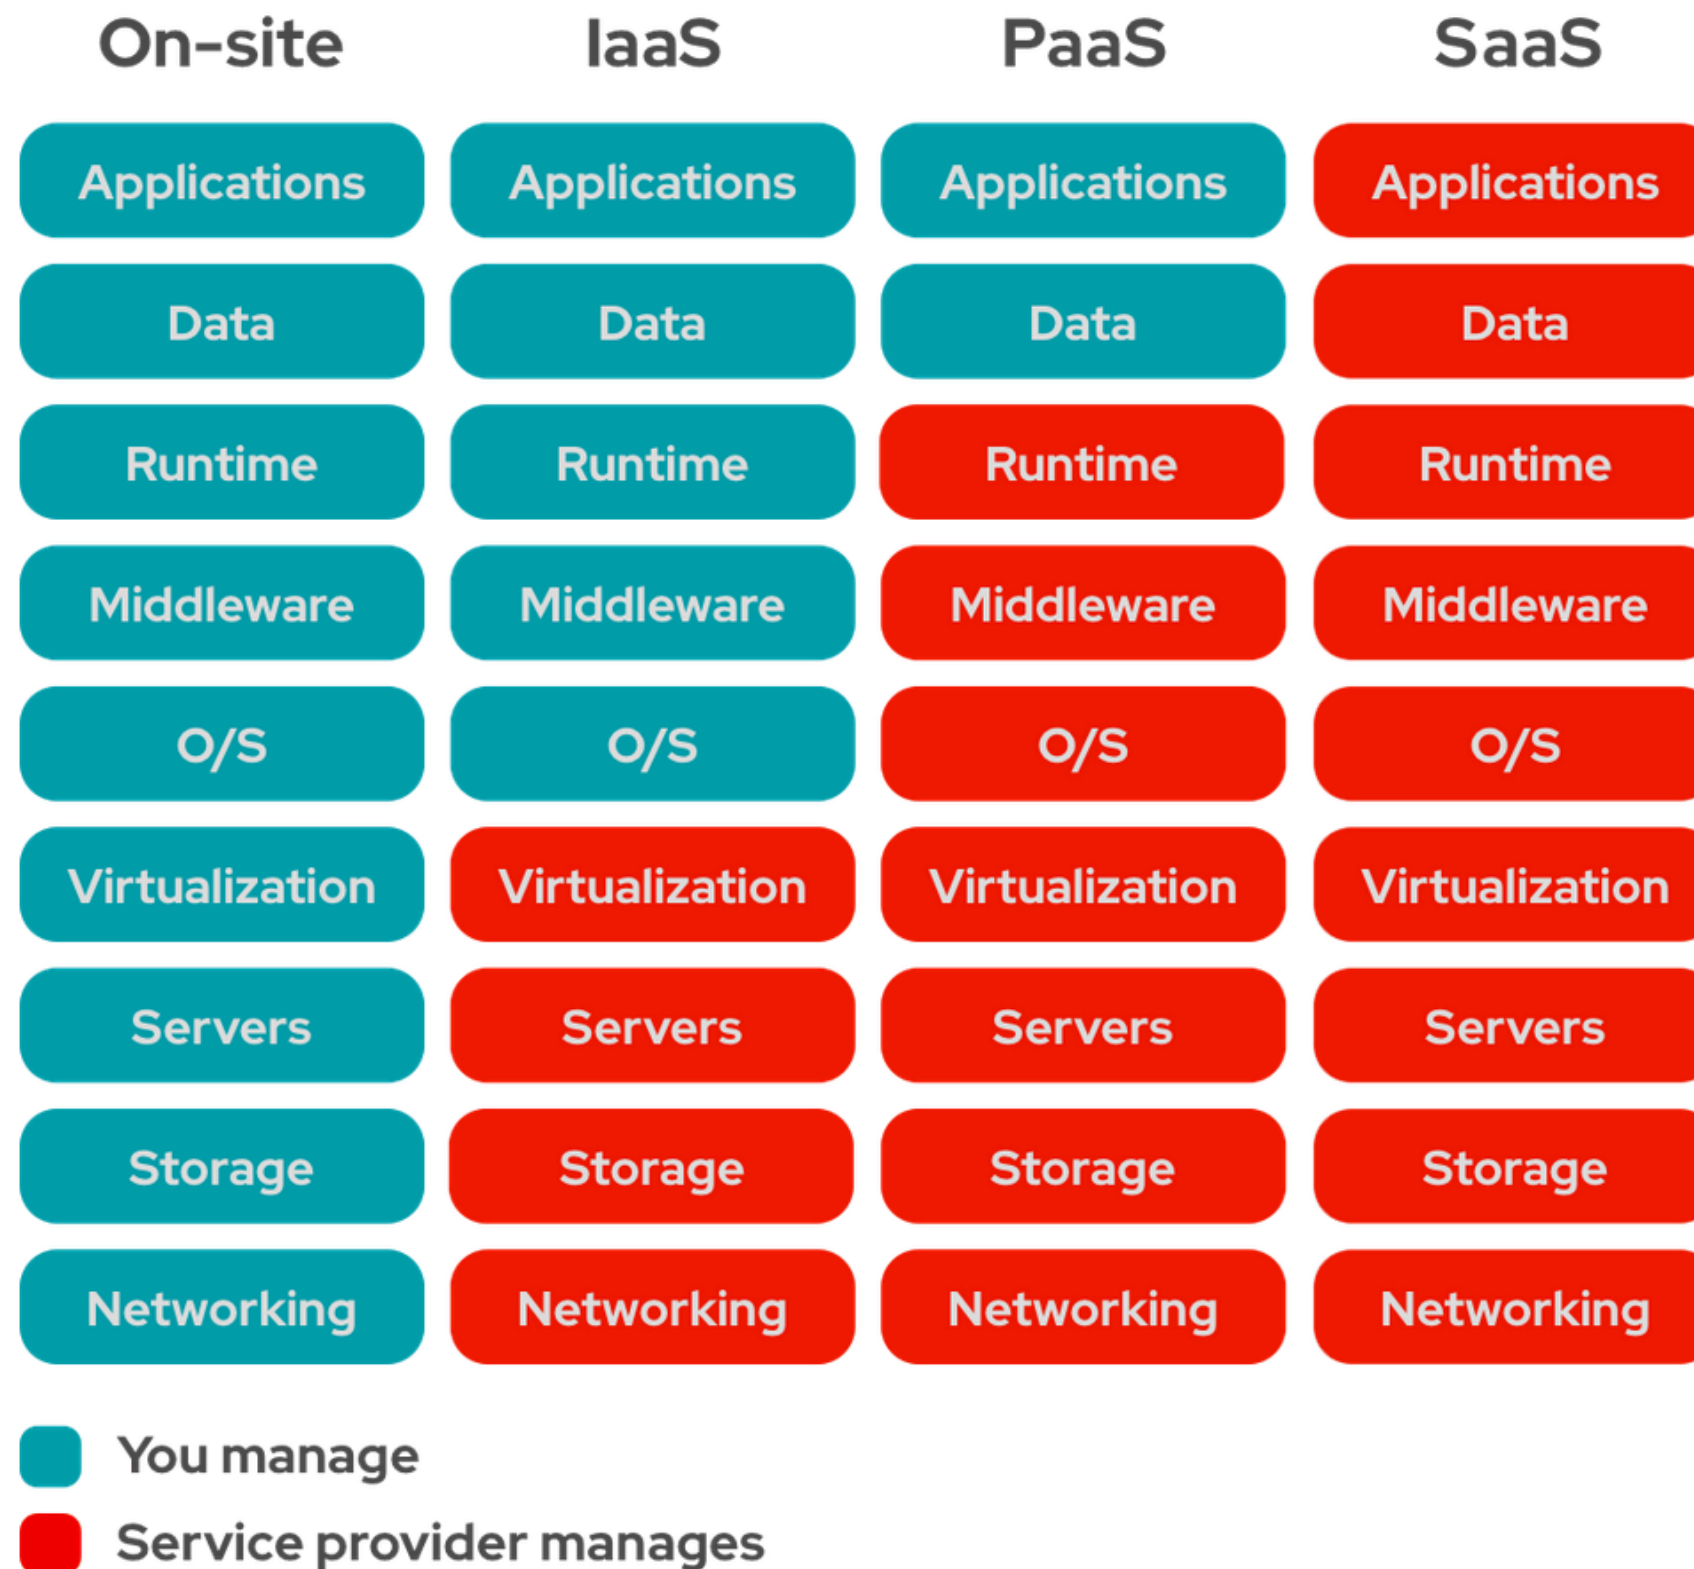 On-site IaaS PaaS SaaS
Applications Applications Applications Applications
Data Data Data Data
Runtime Runtime Runtime Runtime
Middleware Middleware Middleware Middleware
O/S O/S O/S O/S
Virtualization Virtualization Virtualization Virtualization
Servers Servers Servers Servers
Storage Storage Storage Storage
Networking Networking Networking Networking
You manage
Service provider manages